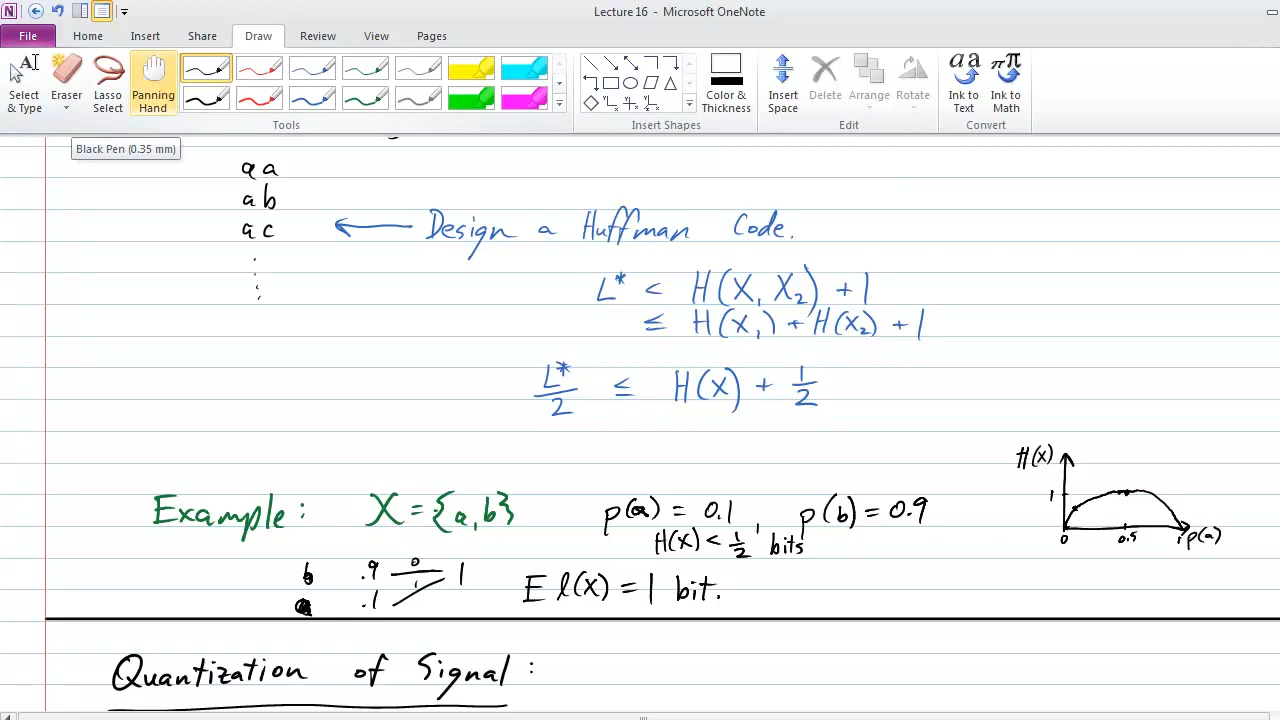 Lecture 16 - Microsoft OneNote
File Home Insert Share Draw Review View Pages
Select & Type
Eraser
Lasso Select
Panning Hand
Color & Thickness
Insert Space
Delete
Arrange
Rotate
Ink to Text
Ink to Math
Tools
Insert Shapes
Edit
Convert
Black Pen (0.35 mm)
a a
a b
a c
⋮
← Design a Huffman Code.
L* < H(X, X₂) + 1
≤ H(X₁) + H(X₂) + 1
L*/2 ≤ H(X) + 1/2
H(X)
1
0 0.5 1 p(a)
Example : X = {a, b} p(a) = 0.1, p(b) = 0.9
H(X) < 1/2 bits
b .9 0 1
a .1 1
E l(X) = 1 bit.
Quantization of Signal :